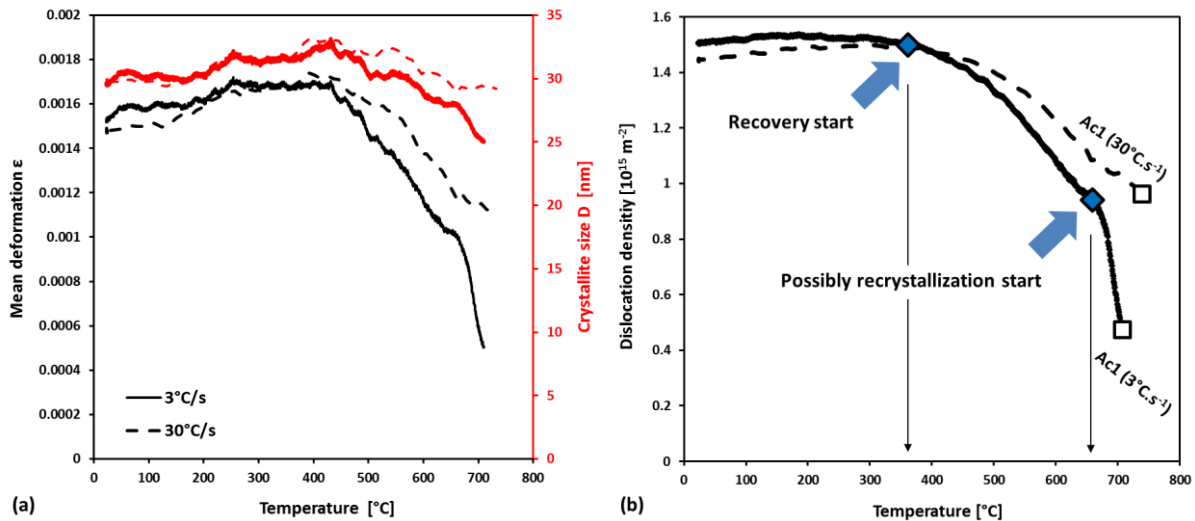 0.002
0.0018
0.0016
0.0014
0.0012
0.001
0.0008
0.0006
0.0004
0.0002
0
Mean deformation ε
35
30
25
20
15
10
5
0
Crystallite size D [nm]
3°C/s
30°C/s
0 100 200 300 400 500 600 700 800
Temperature [°C]
(a)
1.6
1.4
1.2
1
0.8
0.6
0.4
0.2
0
Dislocation densitiy [10¹⁵ m⁻²]
Recovery start
Ac1 (30°C.s⁻¹)
Possibly recrystallization start
Ac1 (3°C.s⁻¹)
0 100 200 300 400 500 600 700 800
Temperature [°C]
(b)